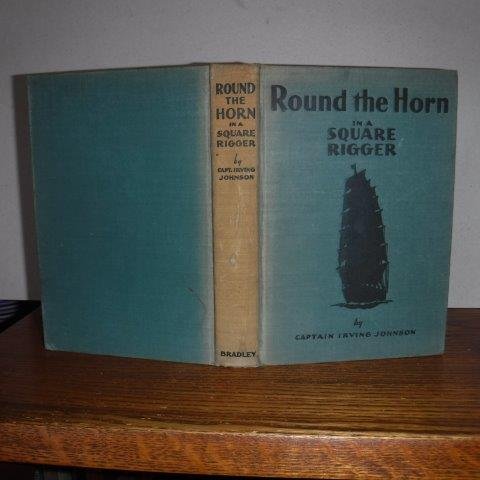 ROUND
THE
HORN
IN A
SQUARE
RIGGER
by
CAPT. IRVING
JOHNSON
BRADLEY
Round the Horn
IN A
SQUARE
RIGGER
by
CAPTAIN IRVING JOHNSON